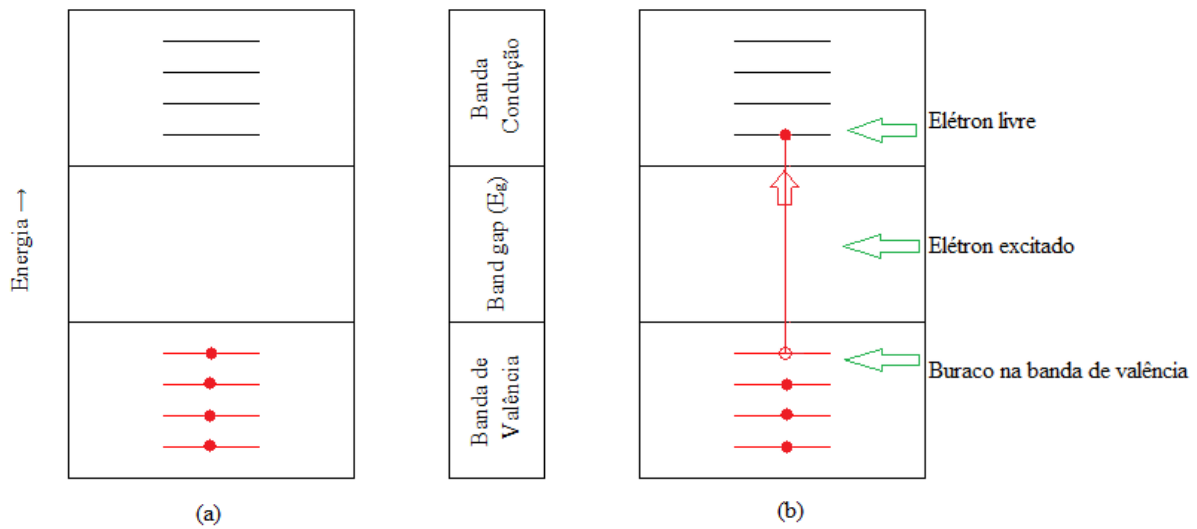 Energia →
(a)
Banda
Condução
Band gap (Eg)
Banda de
Valência
Elétron livre
Elétron excitado
Buraco na banda de valência
(b)